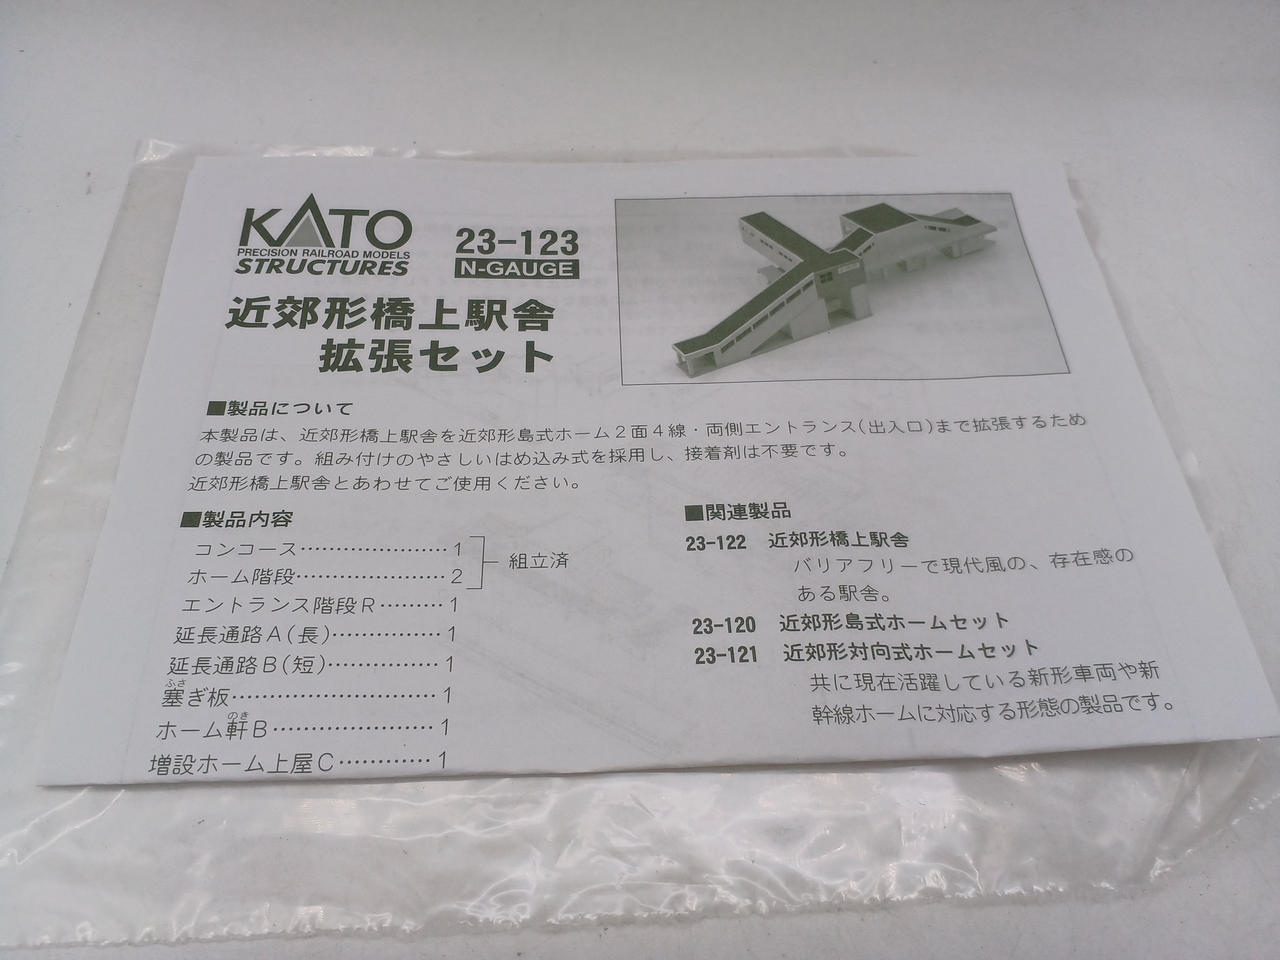 KATO
PRECISION RAILROAD MODELS
STRUCTURES
23-123
N-GAUGE
近郊形橋上駅舎
拡張セット
■製品について
本製品は、近郊形橋上駅舎を近郊形島式ホーム2面4線・両側エントランス(出入口)まで拡張するため
の製品です。組み付けのやさしいはめ込み式を採用し、接着剤は不要です。
近郊形橋上駅舎とあわせてご使用ください。
■製品内容
コンコース………………… 1
ホーム階段………………… 2
組立済
エントランス階段R……… 1
延長通路A(長)…………… 1
延長通路B(短)…………… 1
塞ぎ板……………………… 1
ふさ
ホーム軒B………………… 1
のき
増設ホーム上屋C………… 1
■関連製品
23-122 近郊形橋上駅舎
バリアフリーで現代風の、存在感の
ある駅舎。
23-120 近郊形島式ホームセット
23-121 近郊形対向式ホームセット
共に現在活躍している新形車両や新
幹線ホームに対応する形態の製品です。